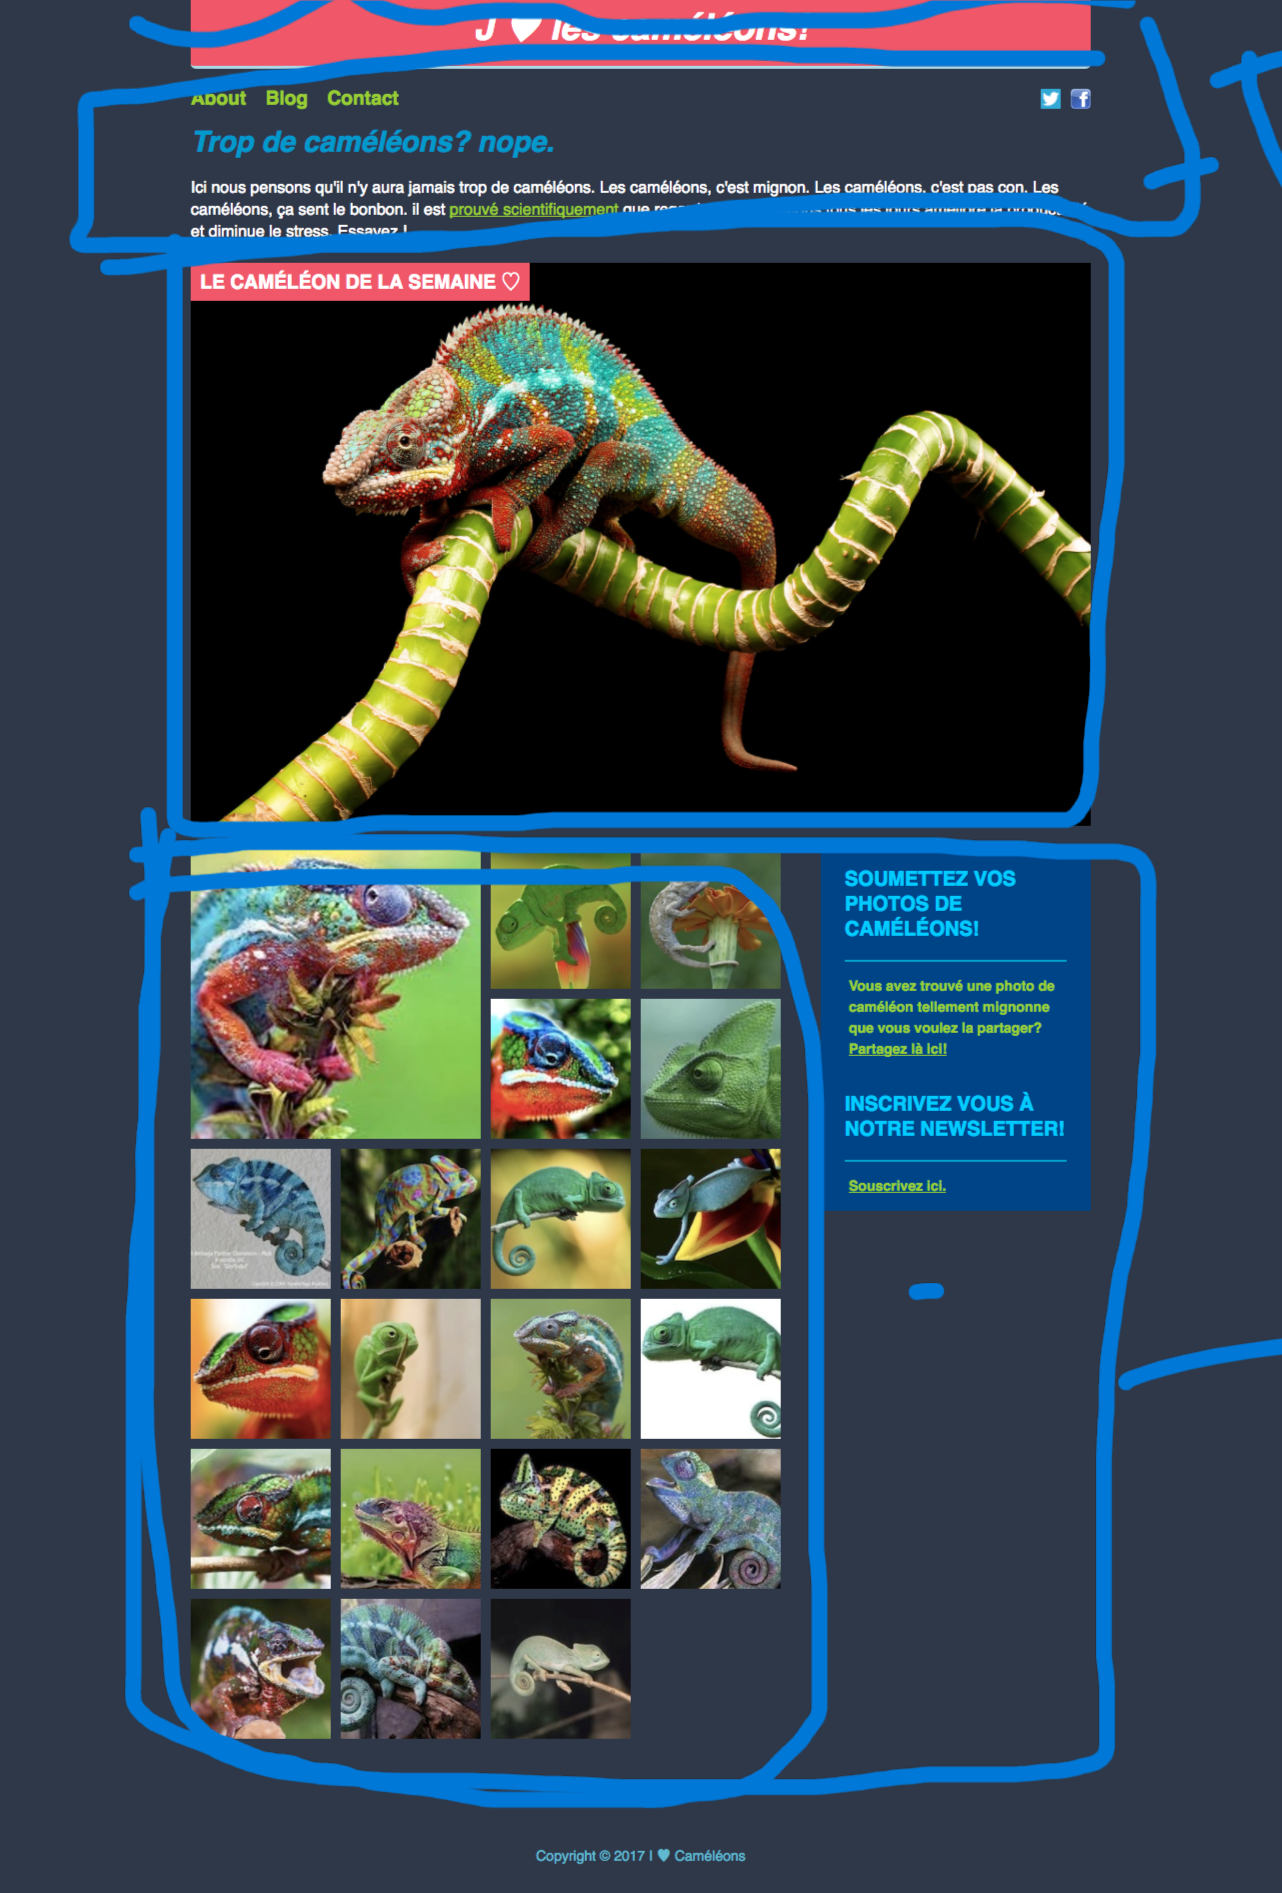 J ♥ les caméléons!
About Blog Contact
Trop de caméléons? nope.
Ici nous pensons qu'il n'y aura jamais trop de caméléons. Les caméléons, c'est mignon. Les caméléons, c'est pas con. Les
caméléons, ça sent le bonbon. il est prouvé scientifiquement que tous les jours améliore la
et diminue le stress. Essayez !
LE CAMÉLÉON DE LA SEMAINE ♡
SOUMETTEZ VOS
PHOTOS DE
CAMÉLÉONS!
Vous avez trouvé une photo de
caméléon tellement mignonne
que vous voulez la partager?
Partagez là ici!
INSCRIVEZ VOUS À
NOTRE NEWSLETTER!
Souscrivez ici.
Copyright © 2017 I ♥ Caméléons